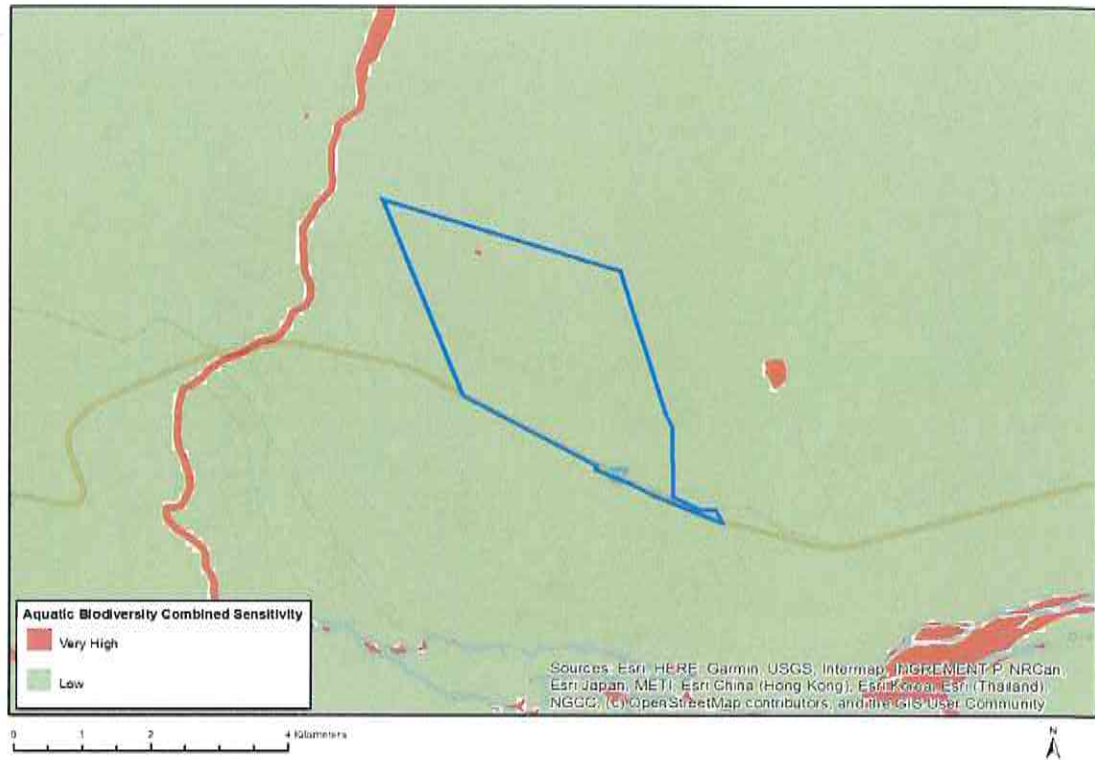 Aquatic Biodiversity Combined Sensitivity
Very High
Low
Sources: Esri, HERE, Garmin, USGS, Intermap, INCREMENT P, NRCan,
Esri Japan, METI, Esri China (Hong Kong), Esri Korea, Esri (Thailand),
NGCC, (c) OpenStreetMap contributors, and the GIS User Community
0 1 2 4 Kilometers
N